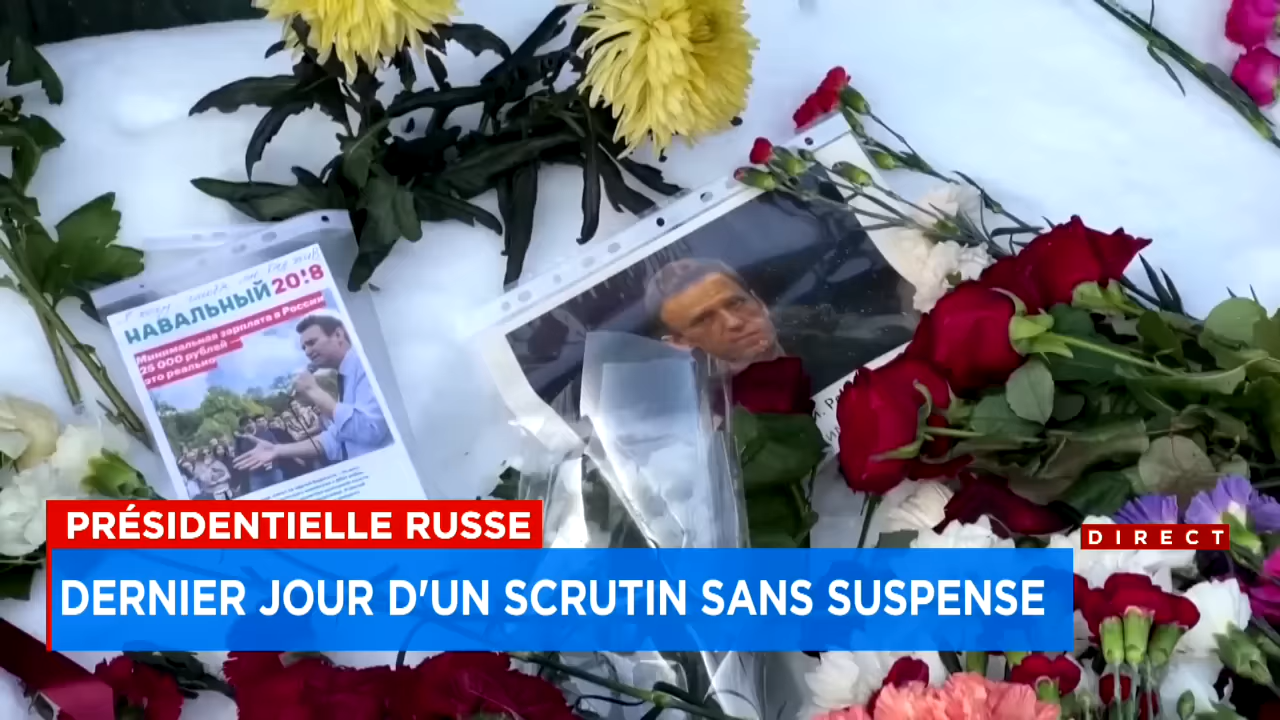 НАВАЛЬНЫЙ 20!8
Минимальная зарплата в России
25 000 рублей —
это реально
PRÉSIDENTIELLE RUSSE
DIRECT
DERNIER JOUR D'UN SCRUTIN SANS SUSPENSE